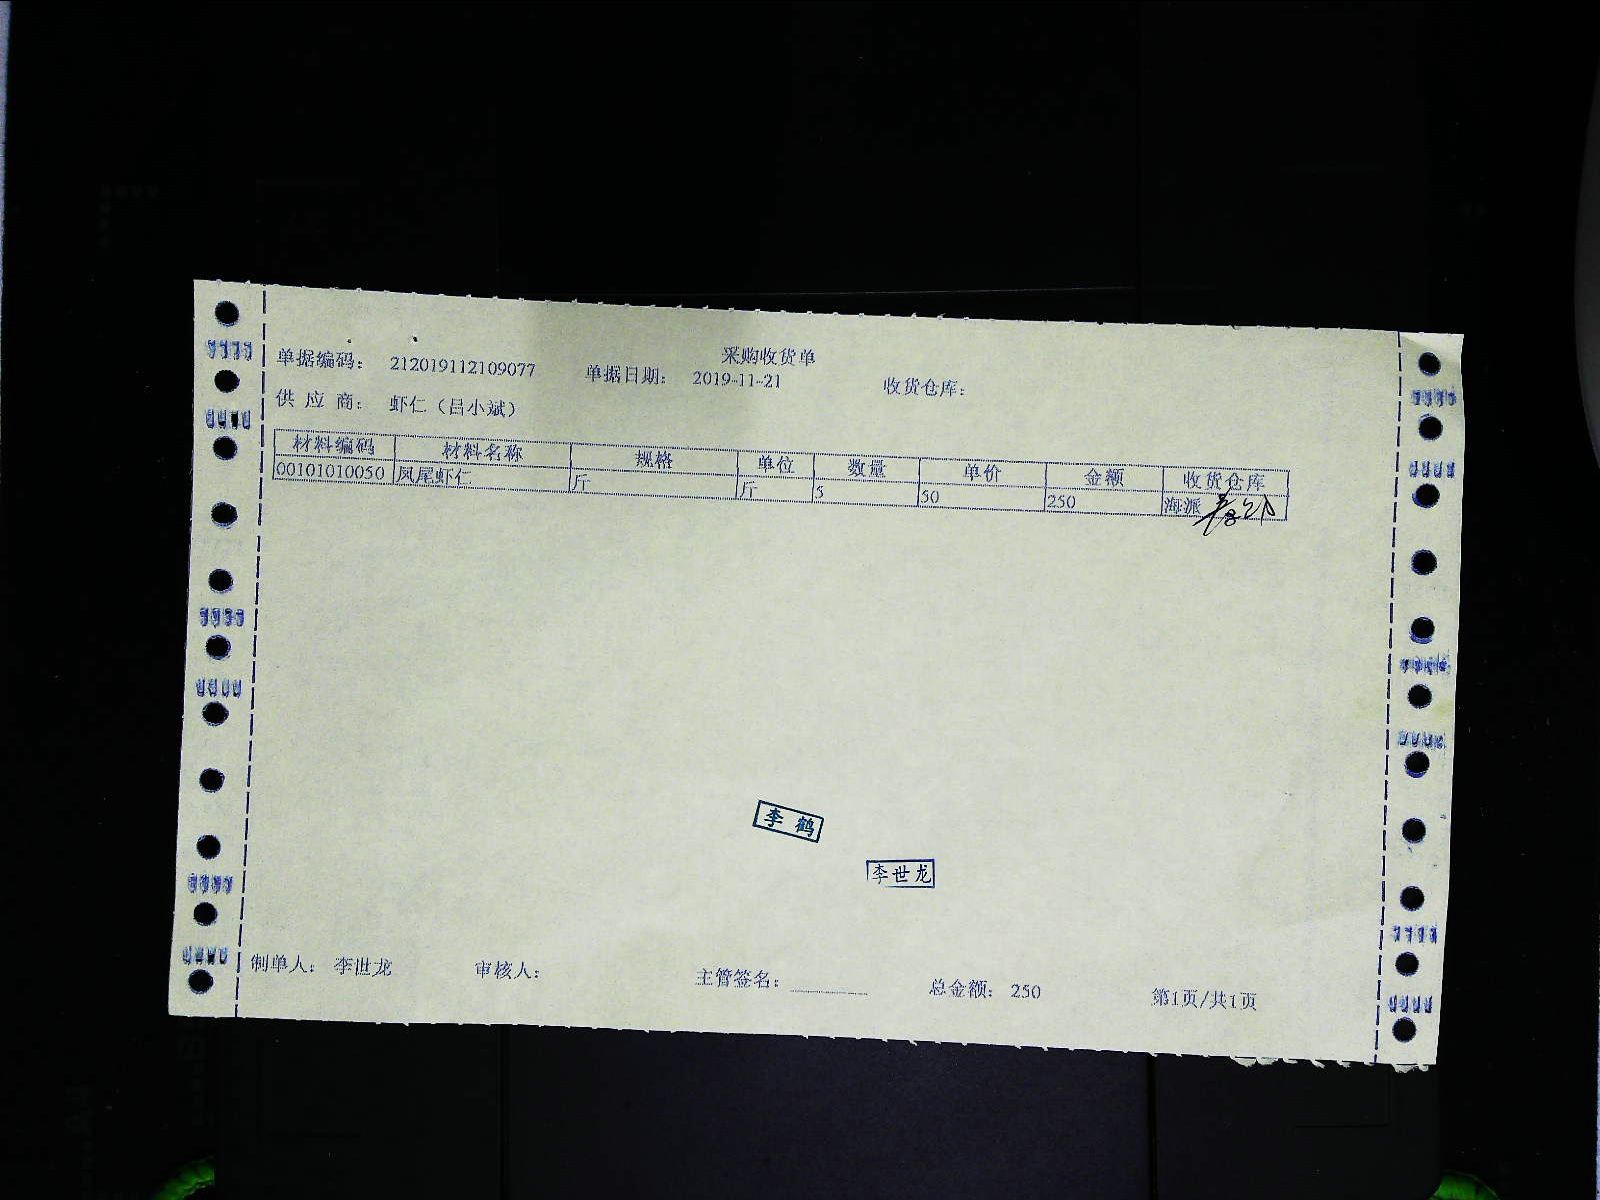 采购收货单
单据编码： 212019112109077 单据日期： 2019-11-21 收货仓库：
供 应 商： 虾仁（吕小斌）
材料编码 材料名称 规格 单位 数量 单价 金额 收货仓库
00101010050 凤尾虾仁 斤 斤 5 50 250 海派
李鹤
李世龙
制单人： 李世龙 审核人： 主管签名： 总金额： 250 第1页/共1页